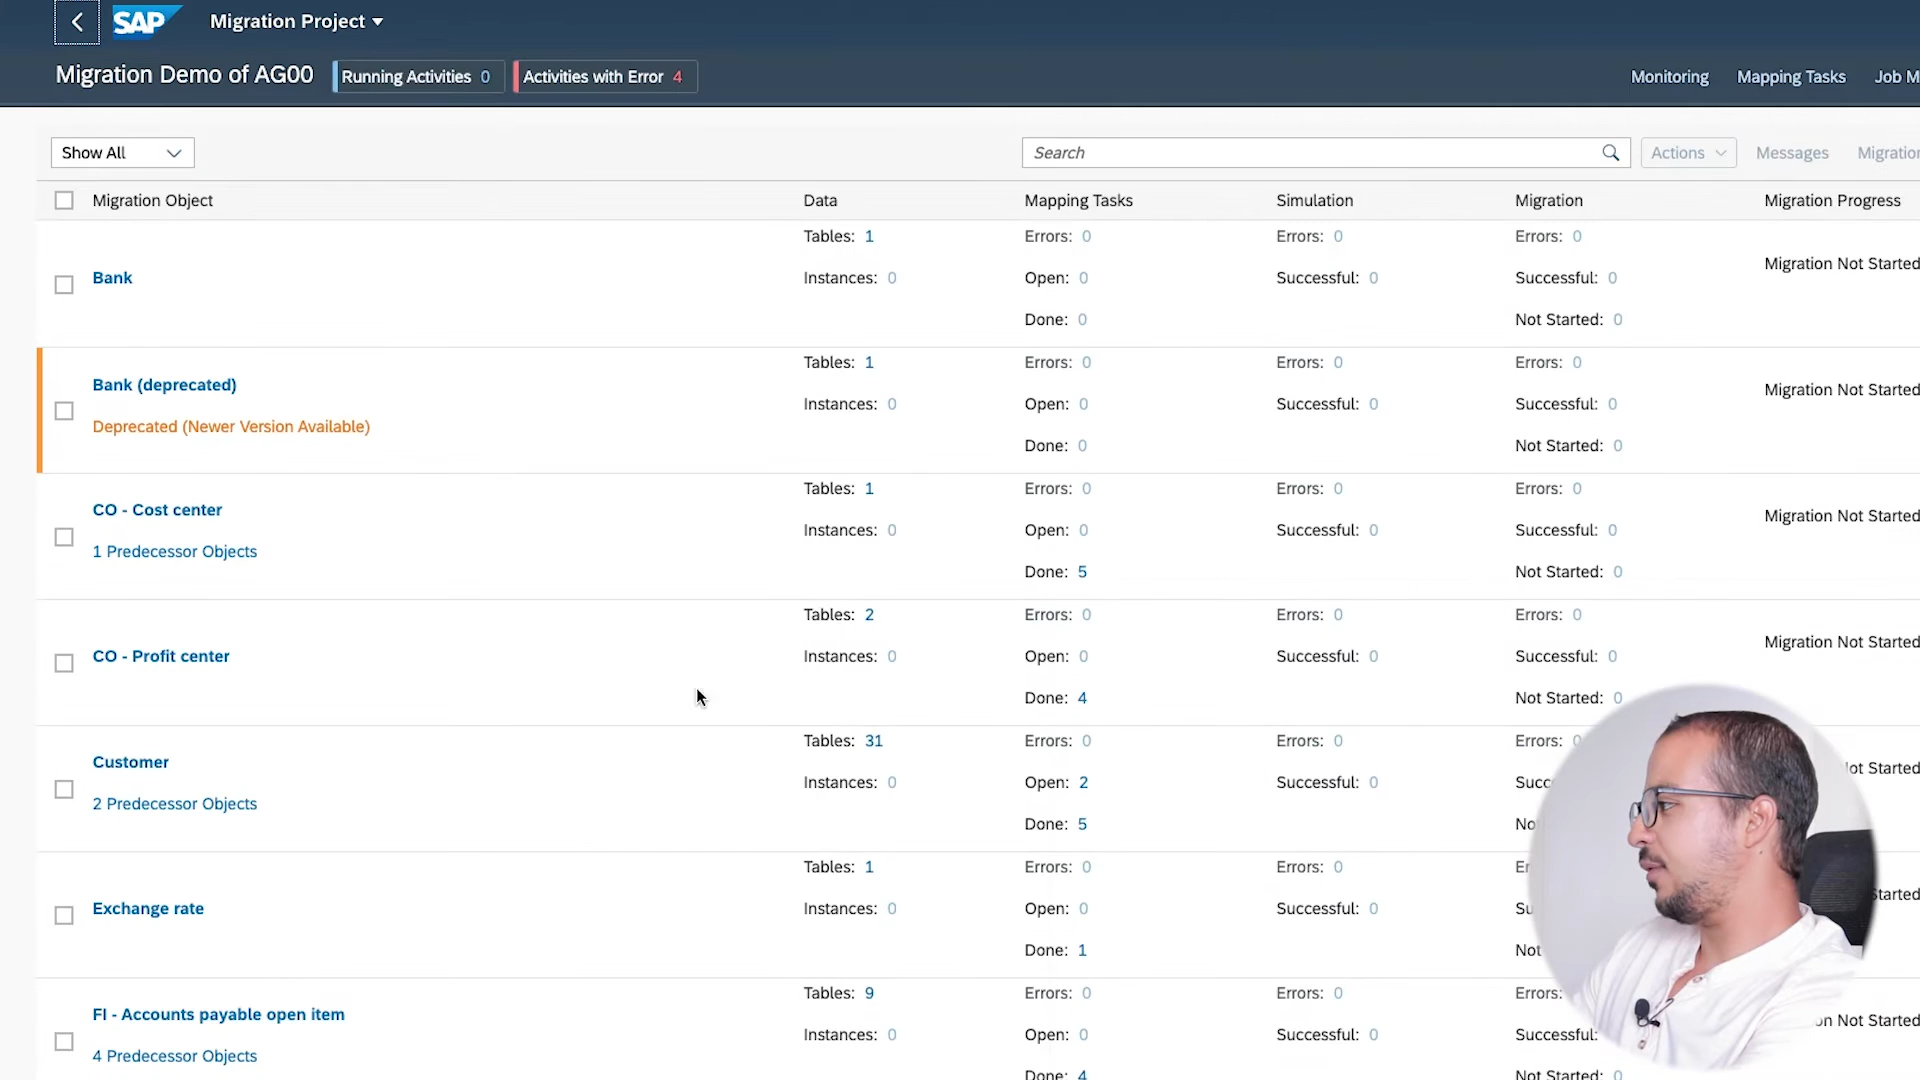 SAP Migration Project
Migration Demo of AG00 Running Activities 0 Activities with Error 4 Monitoring Mapping Tasks Job M
Show All Search Actions Messages Migration
Migration Object Data Mapping Tasks Simulation Migration Migration Progress
Tables: 1 Errors: 0 Errors: 0 Errors: 0
Migration Not Started
Bank Instances: 0 Open: 0 Successful: 0 Successful: 0
Done: 0 Not Started: 0
Tables: 1 Errors: 0 Errors: 0 Errors: 0
Bank (deprecated) Migration Not Started
Instances: 0 Open: 0 Successful: 0 Successful: 0
Deprecated (Newer Version Available)
Done: 0 Not Started: 0
Tables: 1 Errors: 0 Errors: 0 Errors: 0
CO - Cost center Migration Not Started
Instances: 0 Open: 0 Successful: 0 Successful: 0
1 Predecessor Objects
Done: 5 Not Started: 0
Tables: 2 Errors: 0 Errors: 0 Errors: 0
Migration Not Started
CO - Profit center Instances: 0 Open: 0 Successful: 0 Successful: 0
Done: 4 Not Started: 0
Tables: 31 Errors: 0 Errors: 0 Errors: 0
Customer ot Started
Instances: 0 Open: 2 Successful: 0 Succ
2 Predecessor Objects
Done: 5 No
Tables: 1 Errors: 0 Errors: 0 Er
tarted
Exchange rate Instances: 0 Open: 0 Successful: 0 Su
Done: 1 Not
Tables: 9 Errors: 0 Errors: 0 Errors:
FI - Accounts payable open item on Not Started
Instances: 0 Open: 0 Successful: 0 Successful:
4 Predecessor Objects
Done: 4 Not Started: 0